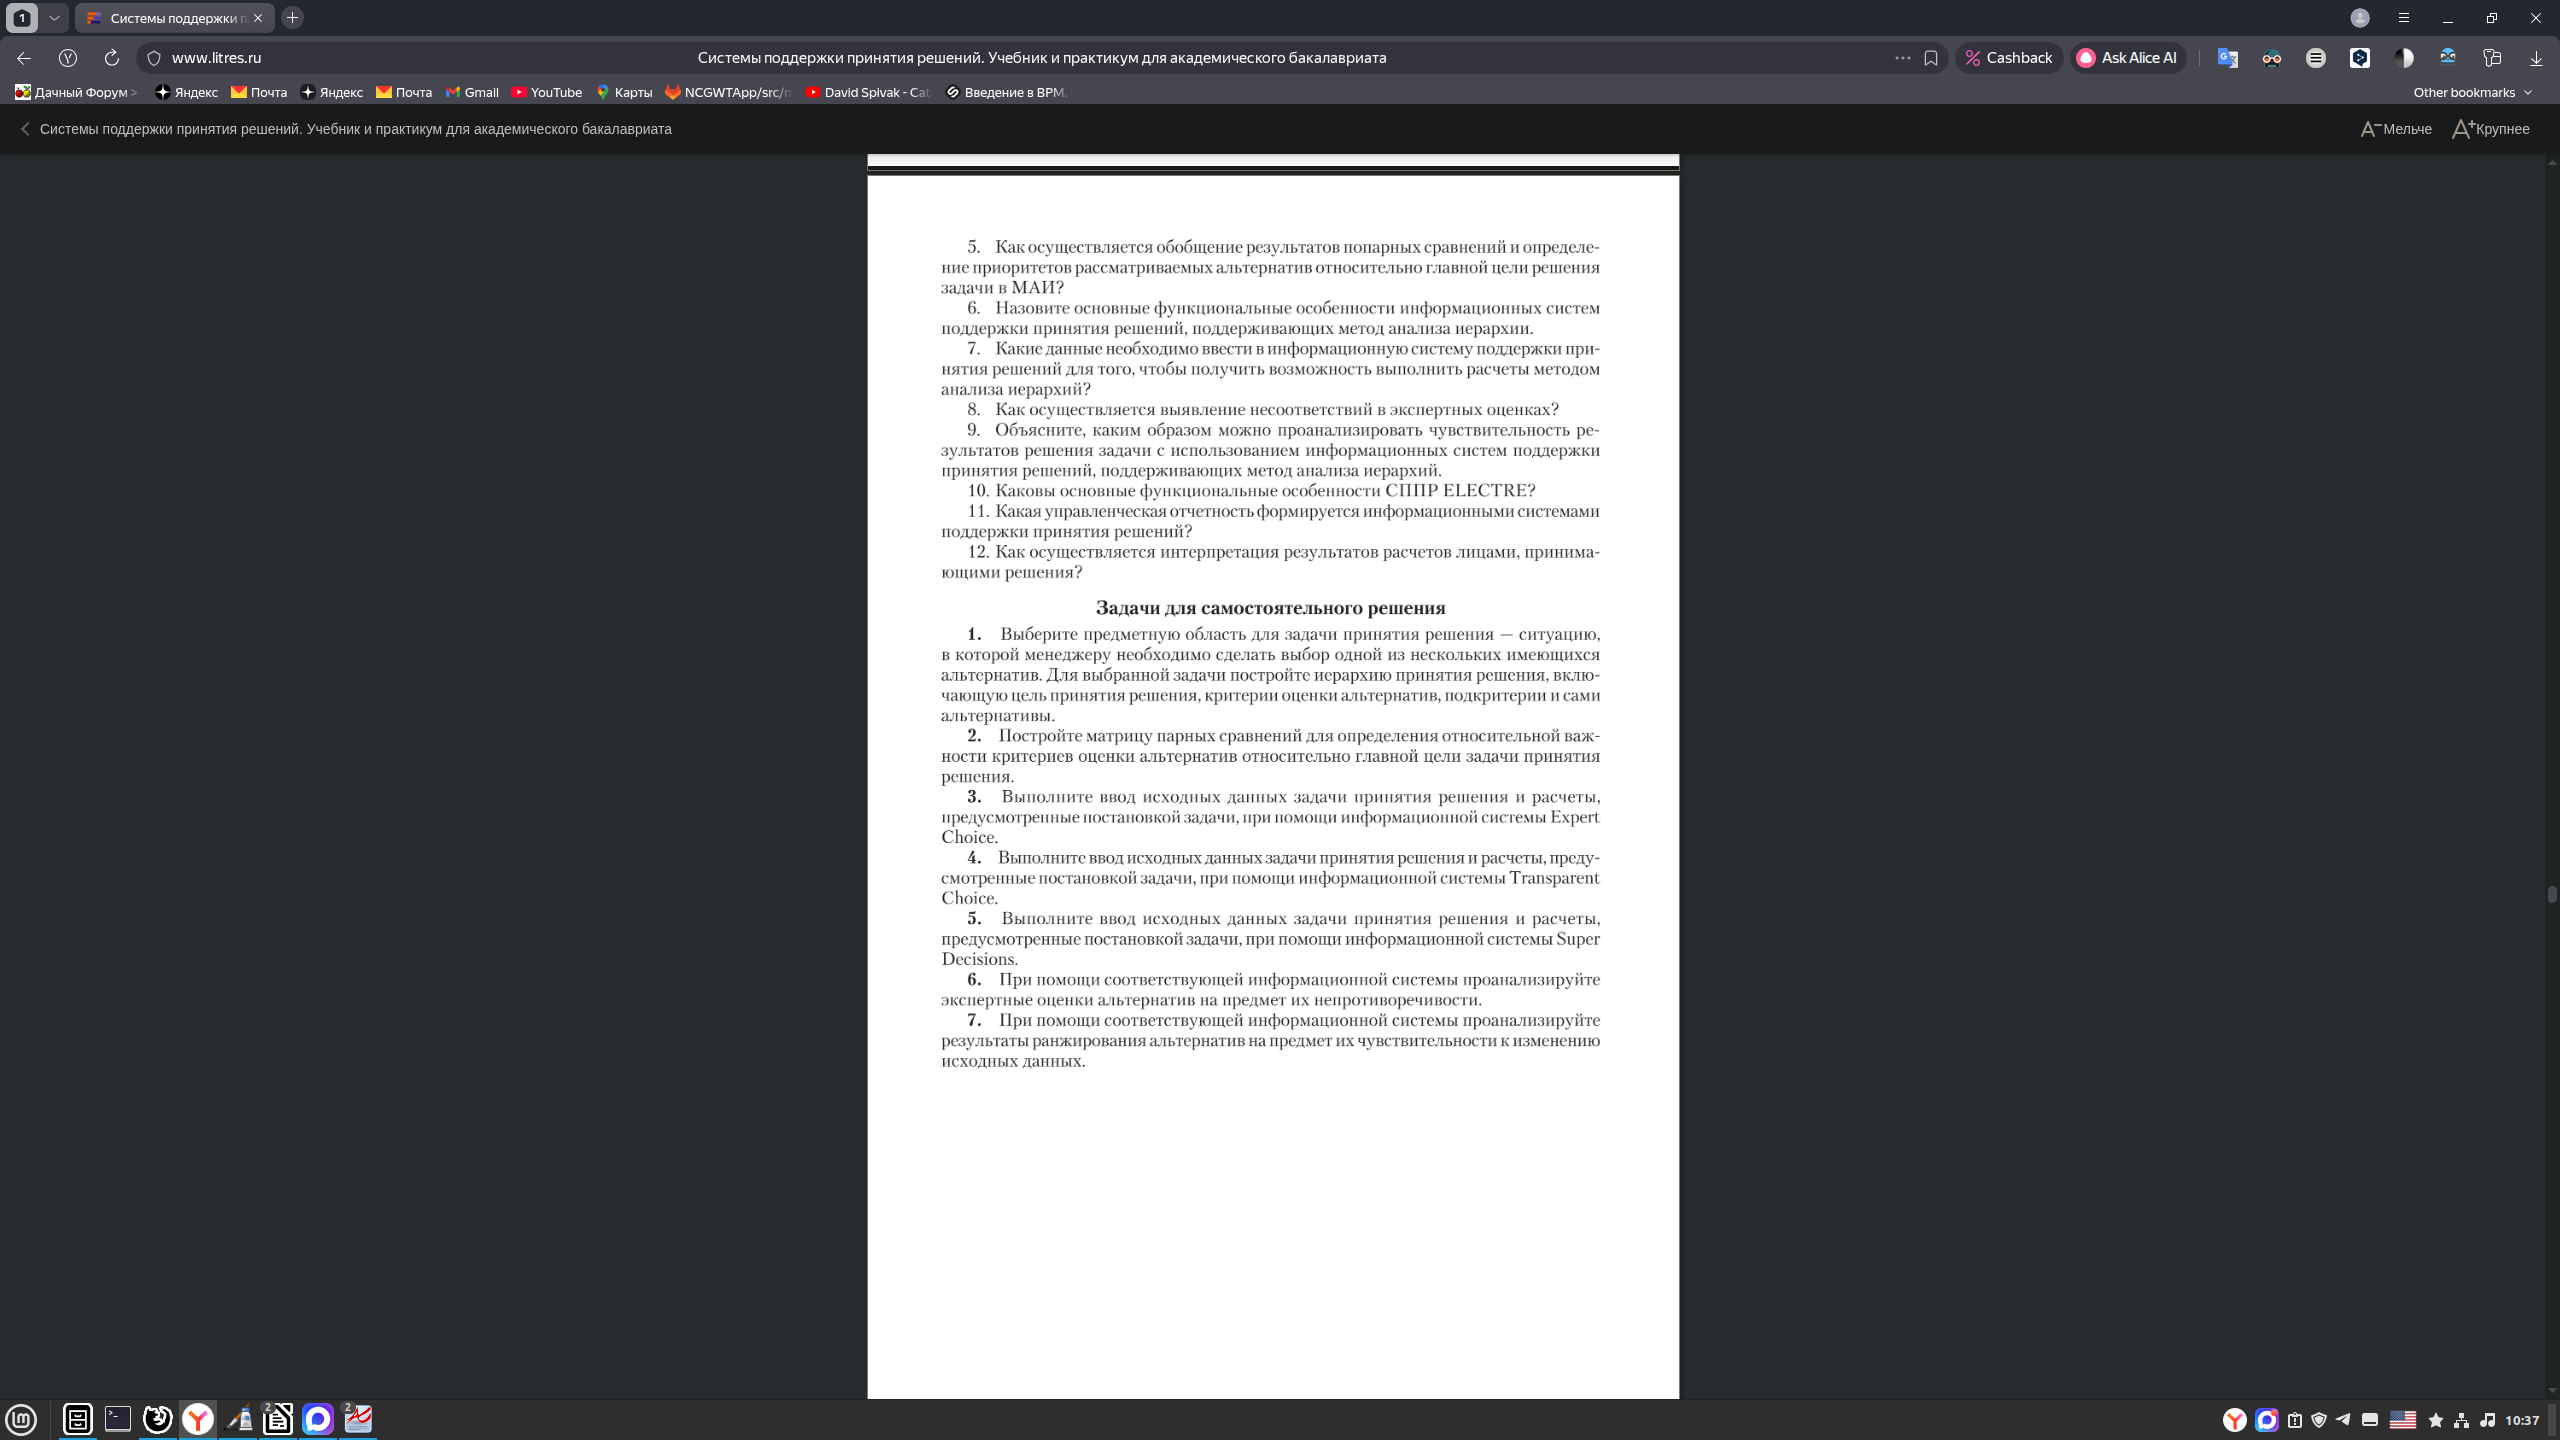 1
Системы поддержки п
www.litres.ru
Системы поддержки принятия решений. Учебник и практикум для академического бакалавриата
Cashback
Ask Alice AI
Дачный Форум >
Яндекс
Почта
Яндекс
Почта
Gmail
YouTube
Карты
NCGWTApp/src/
David Spivak - Cat
Введение в BPM.
Other bookmarks
Системы поддержки принятия решений. Учебник и практикум для академического бакалавриата
A−Мельче
A+Крупнее
5. Как осуществляется обобщение результатов попарных сравнений и определе-
ние приоритетов рассматриваемых альтернатив относительно главной цели решения
задачи в МАИ?
6. Назовите основные функциональные особенности информационных систем
поддержки принятия решений, поддерживающих метод анализа иерархии.
7. Какие данные необходимо ввести в информационную систему поддержки при-
нятия решений для того, чтобы получить возможность выполнить расчеты методом
анализа иерархий?
8. Как осуществляется выявление несоответствий в экспертных оценках?
9. Объясните, каким образом можно проанализировать чувствительность ре-
зультатов решения задачи с использованием информационных систем поддержки
принятия решений, поддерживающих метод анализа иерархий.
10. Каковы основные функциональные особенности СППР ELECTRE?
11. Какая управленческая отчетность формируется информационными системами
поддержки принятия решений?
12. Как осуществляется интерпретация результатов расчетов лицами, принима-
ющими решения?
Задачи для самостоятельного решения
1. Выберите предметную область для задачи принятия решения — ситуацию,
в которой менеджеру необходимо сделать выбор одной из нескольких имеющихся
альтернатив. Для выбранной задачи постройте иерархию принятия решения, вклю-
чающую цель принятия решения, критерии оценки альтернатив, подкритерии и сами
альтернативы.
2. Постройте матрицу парных сравнений для определения относительной важ-
ности критериев оценки альтернатив относительно главной цели задачи принятия
решения.
3. Выполните ввод исходных данных задачи принятия решения и расчеты,
предусмотренные постановкой задачи, при помощи информационной системы Expert
Choice.
4. Выполните ввод исходных данных задачи принятия решения и расчеты, преду-
смотренные постановкой задачи, при помощи информационной системы Transparent
Choice.
5. Выполните ввод исходных данных задачи принятия решения и расчеты,
предусмотренные постановкой задачи, при помощи информационной системы Super
Decisions.
6. При помощи соответствующей информационной системы проанализируйте
экспертные оценки альтернатив на предмет их непротиворечивости.
7. При помощи соответствующей информационной системы проанализируйте
результаты ранжирования альтернатив на предмет их чувствительности к изменению
исходных данных.
2
2
10:37